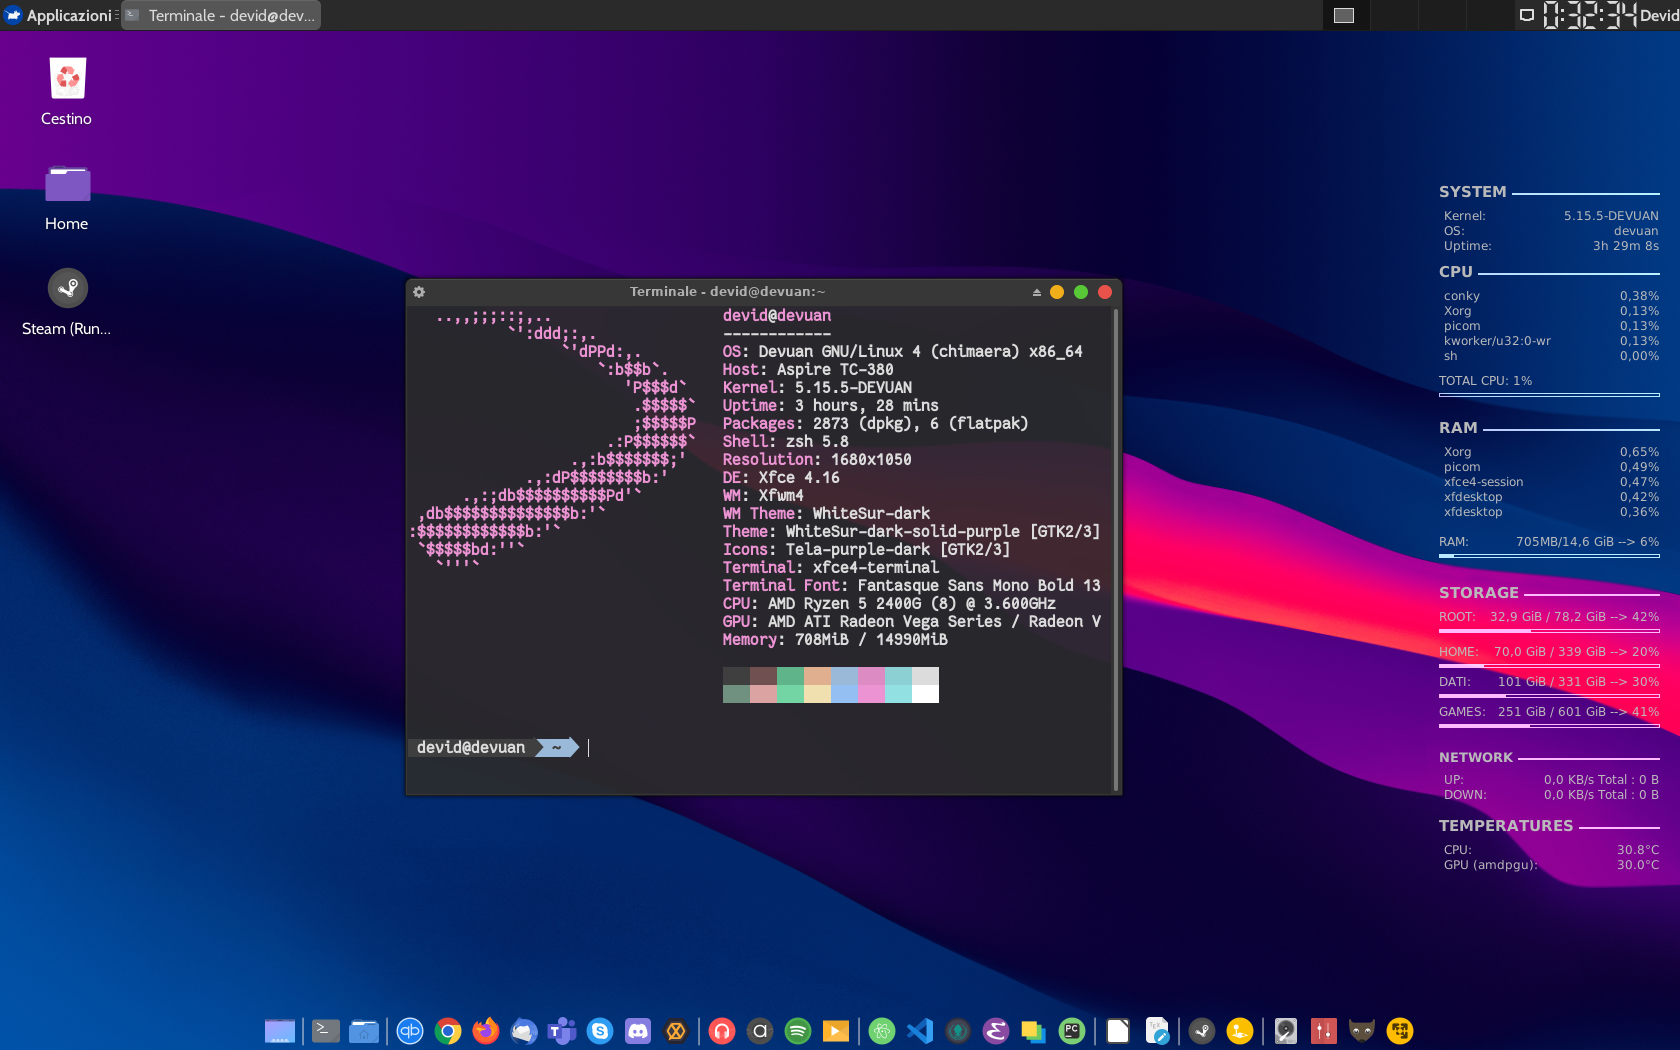 Applicazioni
Terminale - devid@dev...
0:32:34
Devid
Cestino
Home
Steam (Run...
Terminale - devid@devuan:~
..,,;;;::;,..
`':ddd;:,.
`'dPPd:,.
`:b$$b`.
'P$$$d`
.$$$$$`
;$$$$$P
.:P$$$$$$`
.,:b$$$$$$$;'
.,:dP$$$$$$$$b:'
.,:;db$$$$$$$$$$Pd'`
,db$$$$$$$$$$$$$$b:'`
:$$$$$$$$$$$$b:'`
`$$$$$bd:''`
`'''`
devid@devuan
------------
OS: Devuan GNU/Linux 4 (chimaera) x86_64
Host: Aspire TC-380
Kernel: 5.15.5-DEVUAN
Uptime: 3 hours, 28 mins
Packages: 2873 (dpkg), 6 (flatpak)
Shell: zsh 5.8
Resolution: 1680x1050
DE: Xfce 4.16
WM: Xfwm4
WM Theme: WhiteSur-dark
Theme: WhiteSur-dark-solid-purple [GTK2/3]
Icons: Tela-purple-dark [GTK2/3]
Terminal: xfce4-terminal
Terminal Font: Fantasque Sans Mono Bold 13
CPU: AMD Ryzen 5 2400G (8) @ 3.600GHz
GPU: AMD ATI Radeon Vega Series / Radeon V
Memory: 708MiB / 14990MiB
devid@devuan ~
SYSTEM
Kernel: 5.15.5-DEVUAN
OS: devuan
Uptime: 3h 29m 8s
CPU
conky 0,38%
Xorg 0,13%
picom 0,13%
kworker/u32:0-wr 0,13%
sh 0,00%
TOTAL CPU: 1%
RAM
Xorg 0,65%
picom 0,49%
xfce4-session 0,47%
xfdesktop 0,42%
xfdesktop 0,36%
RAM: 705MB/14,6 GiB --> 6%
STORAGE
ROOT: 32,9 GiB / 78,2 GiB --> 42%
HOME: 70,0 GiB / 339 GiB --> 20%
DATI: 101 GiB / 331 GiB --> 30%
GAMES: 251 GiB / 601 GiB --> 41%
NETWORK
UP: 0,0 KB/s Total : 0 B
DOWN: 0,0 KB/s Total : 0 B
TEMPERATURES
CPU: 30.8°C
GPU (amdpgu): 30.0°C